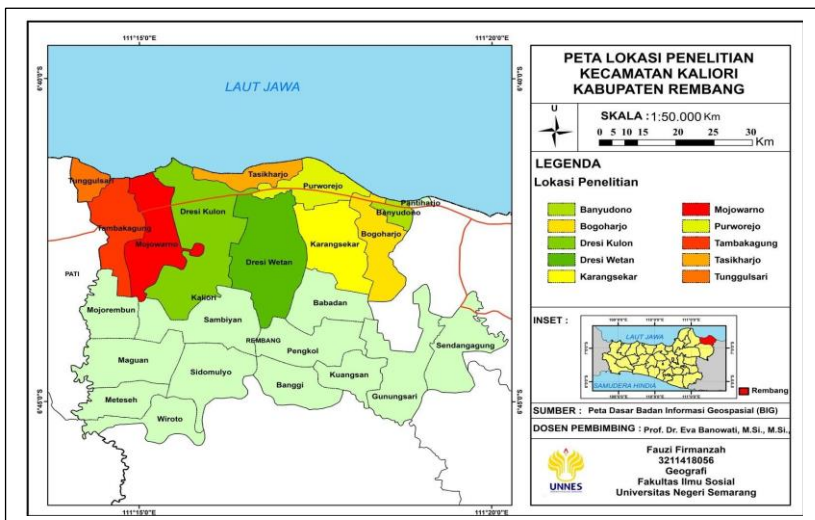 111°15'0"E
111°20'0"E
6°40'0"S
6°40'0"S
LAUT JAWA
Tunggulsari
Tasikharjo
Purworejo
Pantiharjo
Banyudono
Tambakagung
Dresi Kulon
Mojowarno
Dresi Wetan
Karangsekar
Bogoharjo
PATI
Kaliori
Mojorembun
Babadan
Sambiyan
REMBANG
Pengkol
Sendangagung
Maguan
Sidomulyo
Kuangsan
Banggi
Gunungsari
Meteseh
Wiroto
6°45'0"S
6°45'0"S
111°15'0"E
111°20'0"E
PETA LOKASI PENELITIAN
KECAMATAN KALIORI
KABUPATEN REMBANG
U
SKALA : 1:50.000 Km
0 5 10 15 20 25 30
Km
LEGENDA
Lokasi Penelitian
Banyudono
Mojowarno
Bogoharjo
Purworejo
Dresi Kulon
Tambakagung
Dresi Wetan
Tasikharjo
Karangsekar
Tunggulsari
INSET :
LAUT JAWA
SAMUDERA HINDIA
Rembang
SUMBER : Peta Dasar Badan Informasi Geospasial (BIG)
DOSEN PEMBIMBING : Prof. Dr. Eva Banowati, M.Si., M.Si.,
UNNES
Fauzi Firmanzah
3211418056
Geografi
Fakultas Ilmu Sosial
Universitas Negeri Semarang